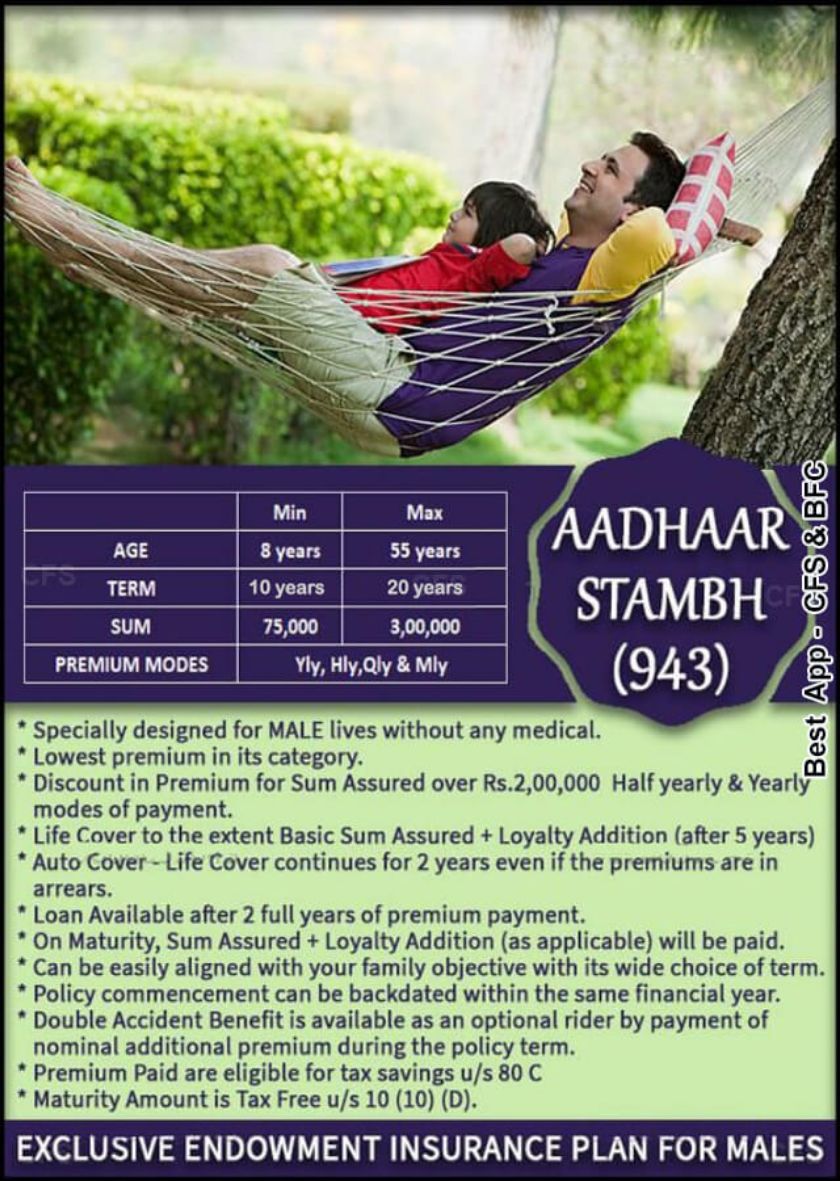 Min Max
AGE 8 years 55 years
TERM 10 years 20 years
SUM 75,000 3,00,000
PREMIUM MODES Yly, Hly,Qly & Mly
AADHAAR
STAMBH
(943)
Best App - CFS & BFC
CFS
CFS
CFS
* Specially designed for MALE lives without any medical.
* Lowest premium in its category.
* Discount in Premium for Sum Assured over Rs.2,00,000 Half yearly & Yearly
modes of payment.
* Life Cover to the extent Basic Sum Assured + Loyalty Addition (after 5 years)
* Auto Cover - Life Cover continues for 2 years even if the premiums are in
arrears.
* Loan Available after 2 full years of premium payment.
* On Maturity, Sum Assured + Loyalty Addition (as applicable) will be paid.
* Can be easily aligned with your family objective with its wide choice of term.
* Policy commencement can be backdated within the same financial year.
* Double Accident Benefit is available as an optional rider by payment of
nominal additional premium during the policy term.
* Premium Paid are eligible for tax savings u/s 80 C
* Maturity Amount is Tax Free u/s 10 (10) (D).
EXCLUSIVE ENDOWMENT INSURANCE PLAN FOR MALES